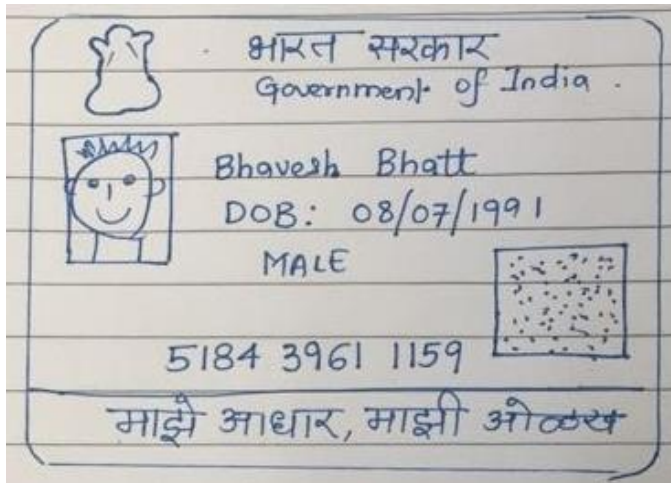 भारत सरकार
Government of India .
Bhavesh Bhatt
DOB: 08/07/1991
MALE
5184 3961 1159
माझे आधार, माझी ओळख